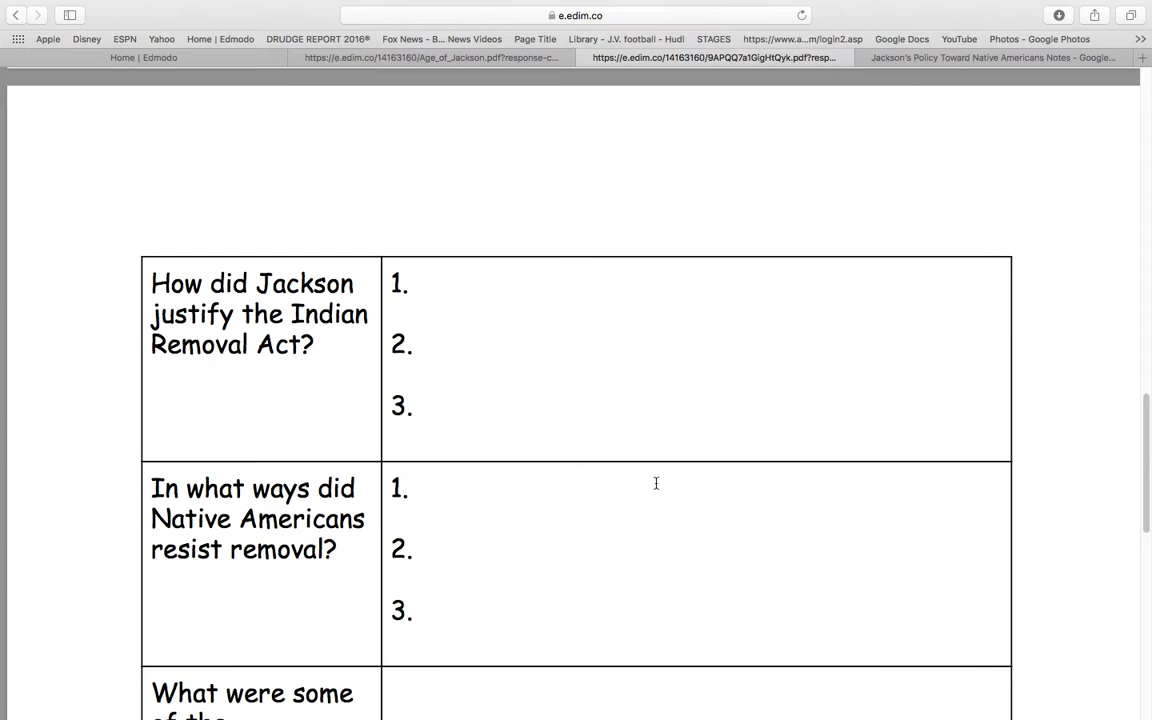 e.edim.co
Apple Disney ESPN Yahoo Home | Edmodo DRUDGE REPORT 2016® Fox News - B... News Videos Page Title Library - J.V. football - Hudl STAGES https://www.a...m/login2.asp Google Docs YouTube Photos - Google Photos >>
Home | Edmodo https://e.edim.co/14163160/Age_of_Jackson.pdf?response-c... https://e.edim.co/14163160/9APQQ7a1GigHtQyk.pdf?resp... Jackson's Policy Toward Native Americans Notes - Google... +
How did Jackson
justify the Indian
Removal Act?
1.
2.
3.
In what ways did
Native Americans
resist removal?
1.
2.
3.
What were some
of the